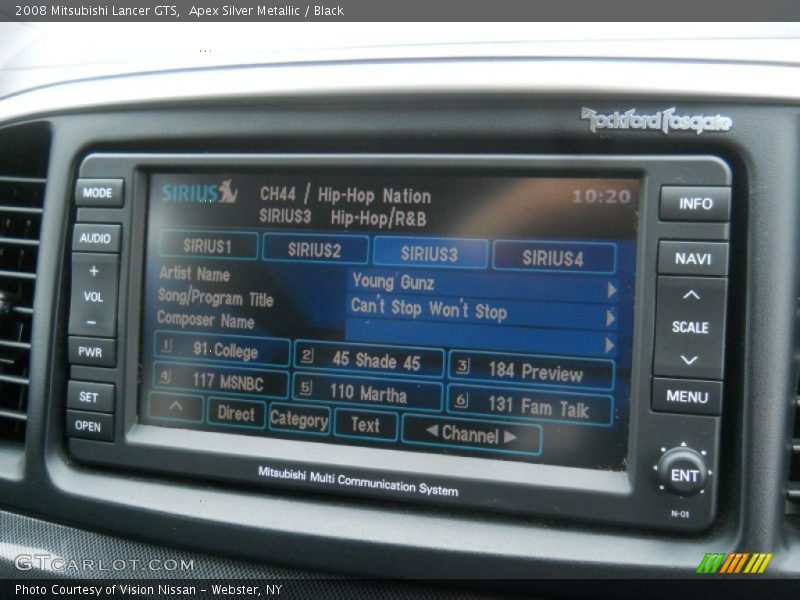 2008 Mitsubishi Lancer GTS,  Apex Silver Metallic / Black
Rockford Fosgate
MODE
SIRIUS
CH44 / Hip-Hop Nation
10:20
INFO
SIRIUS3 Hip-Hop/R&B
AUDIO
SIRIUS1
SIRIUS2
SIRIUS3
SIRIUS4
NAVI
+
VOL
−
Artist Name
Young Gunz
Song/Program Title
Can't Stop Won't Stop
SCALE
Composer Name
PWR
1 91 College
2 45 Shade 45
3 184 Preview
SET
4 117 MSNBC
5 110 Martha
6 131 Fam Talk
MENU
OPEN
Direct
Category
Text
Channel
ENT
Mitsubishi Multi Communication System
N-01
GTCARLOT.COM
Photo Courtesy of Vision Nissan - Webster, NY